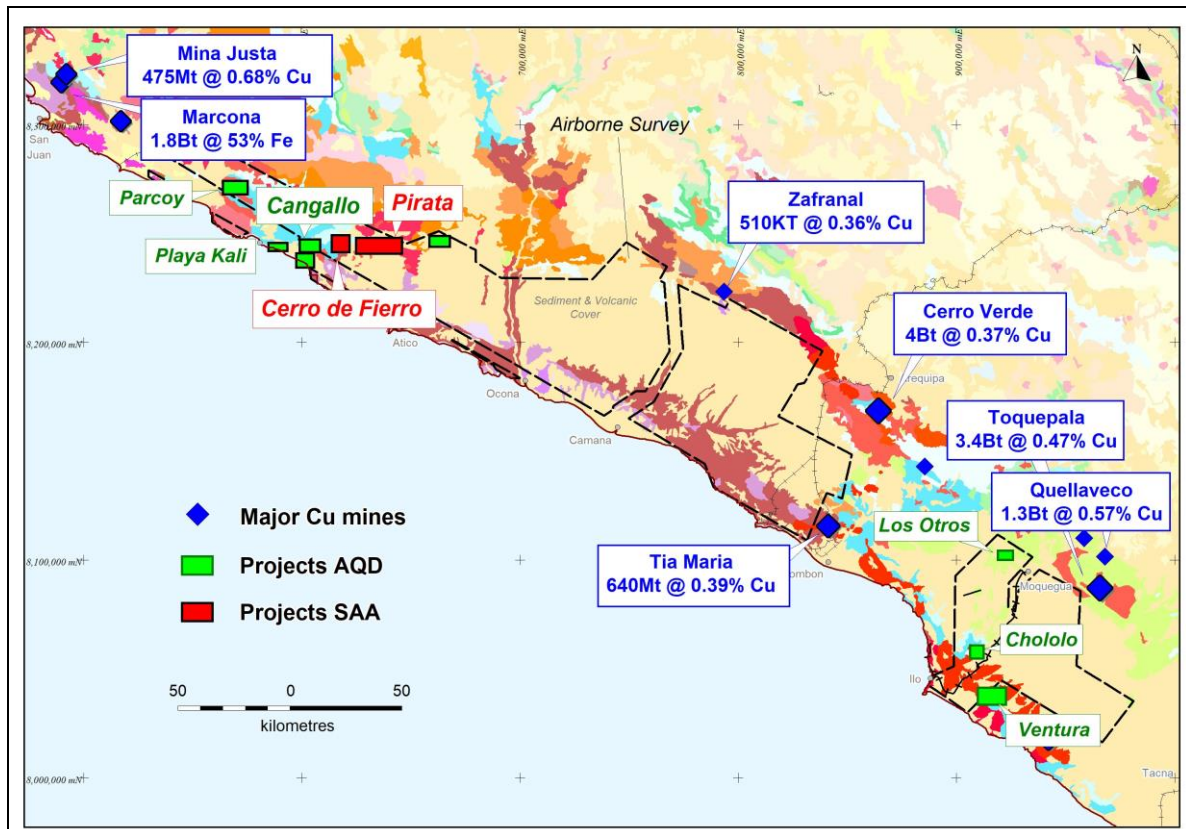 700,000 mE
800,000 mE
900,000 mE
N
Mina Justa
475Mt @ 0.68% Cu
Marcona
1.8Bt @ 53% Fe
8,300,000 mN
San
Juan
Airborne Survey
Parcoy
Cangallo
Pirata
Zafranal
510KT @ 0.36% Cu
Playa Kali
Cerro de Fierro
Sediment & Volcanic
Cover
Cerro Verde
4Bt @ 0.37% Cu
8,200,000 mN
Atico
Arequipa
Ocona
Toquepala
3.4Bt @ 0.47% Cu
Camana
Quellaveco
1.3Bt @ 0.57% Cu
Major Cu mines
Los Otros
Tia Maria
640Mt @ 0.39% Cu
8,100,000 mN
Projects AQD
Moquegua
Projects SAA
Chololo
50 0 50
kilometres
Ilo
Ventura
8,000,000 mN
Tacna